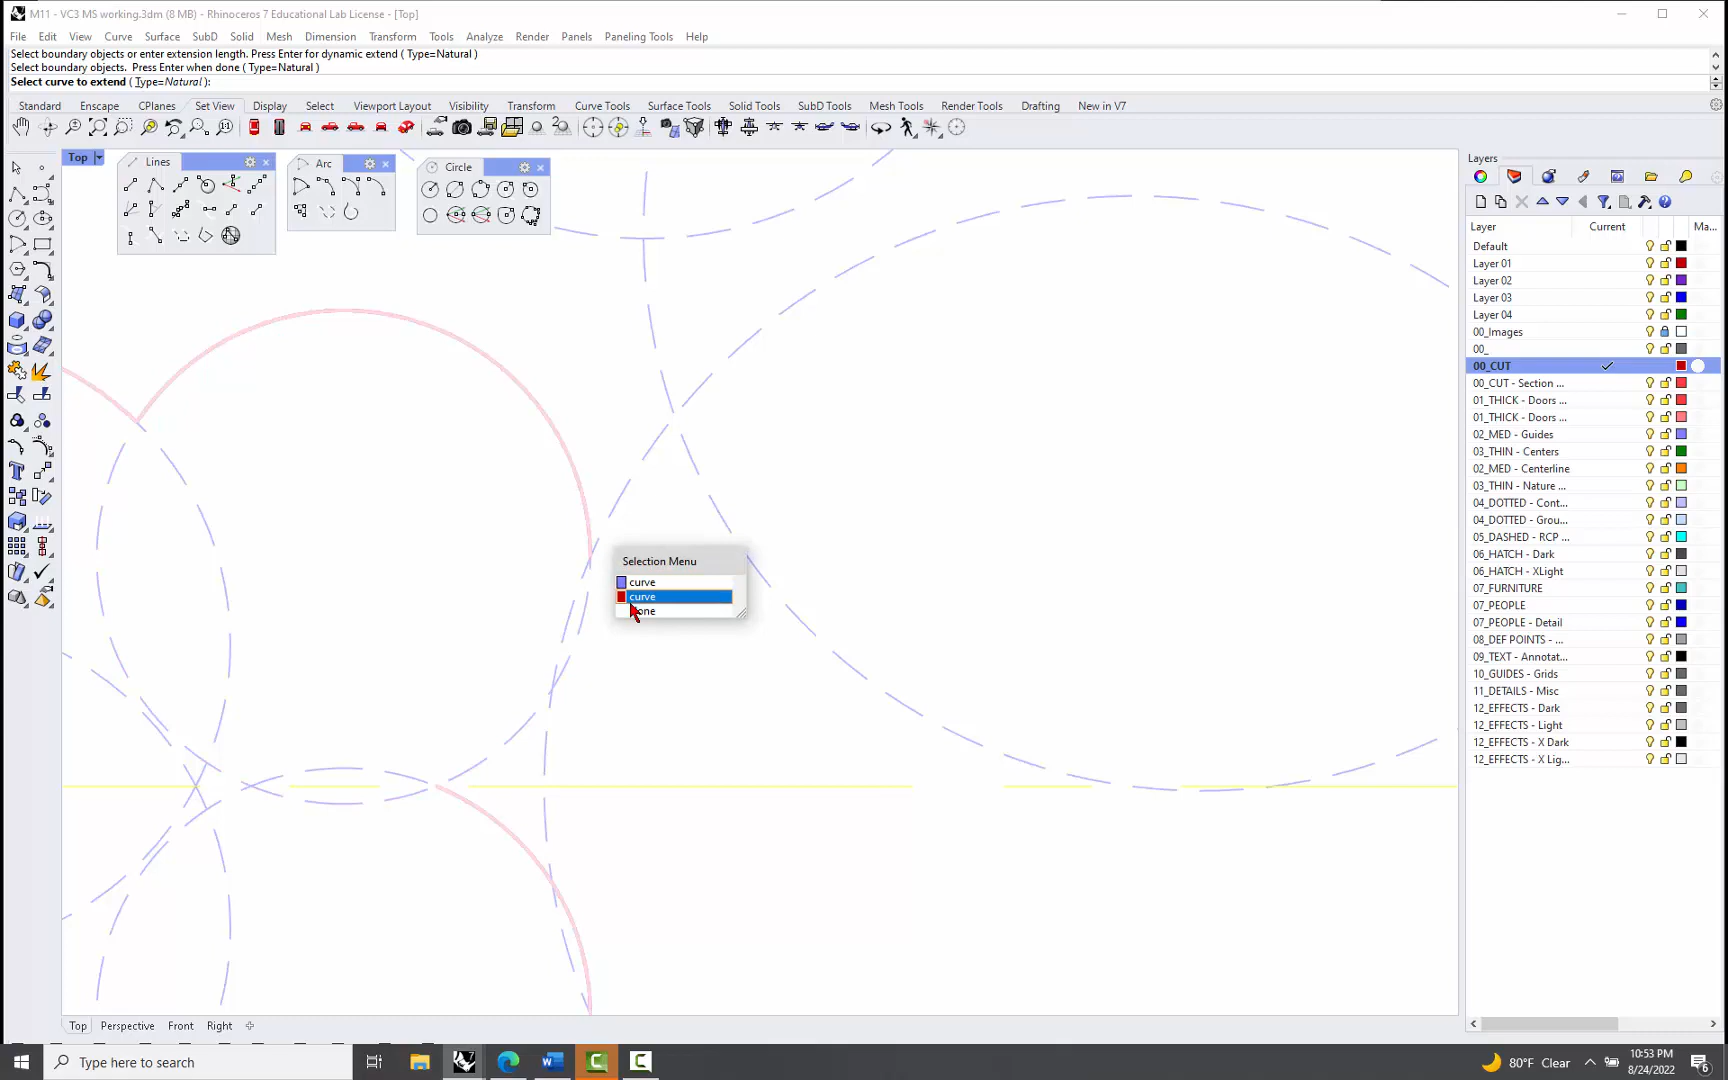 M11 - VC3 MS working.3dm (8 MB) - Rhinoceros 7 Educational Lab License - [Top]
File Edit View Curve Surface SubD Solid Mesh Dimension Transform Tools Analyze Render Panels Paneling Tools Help
Select boundary objects or enter extension length. Press Enter for dynamic extend ( Type=Natural )
Select boundary objects. Press Enter when done ( Type=Natural )
Select curve to extend ( Type=Natural ):
Standard Enscape CPlanes Set View Display Select Viewport Layout Visibility Transform Curve Tools Surface Tools Solid Tools SubD Tools Mesh Tools Render Tools Drafting New in V7
Top
Lines
Arc
Circle
Layers
Layer Current Ma...
Default
Layer 01
Layer 02
Layer 03
Layer 04
00_Images
00_
00_CUT
00_CUT - Section ...
01_THICK - Doors ...
01_THICK - Doors ...
02_MED - Guides
03_THIN - Centers
02_MED - Centerline
03_THIN - Nature ...
04_DOTTED - Cont...
04_DOTTED - Grou...
05_DASHED - RCP ...
06_HATCH - Dark
06_HATCH - XLight
07_FURNITURE
07_PEOPLE
07_PEOPLE - Detail
08_DEF POINTS - ...
09_TEXT - Annotat...
10_GUIDES - Grids
11_DETAILS - Misc
12_EFFECTS - Dark
12_EFFECTS - Light
12_EFFECTS - X Dark
12_EFFECTS - X Lig...
Selection Menu
curve
curve
Top Perspective Front Right
Type here to search
80°F Clear
10:53 PM
8/24/2022
6